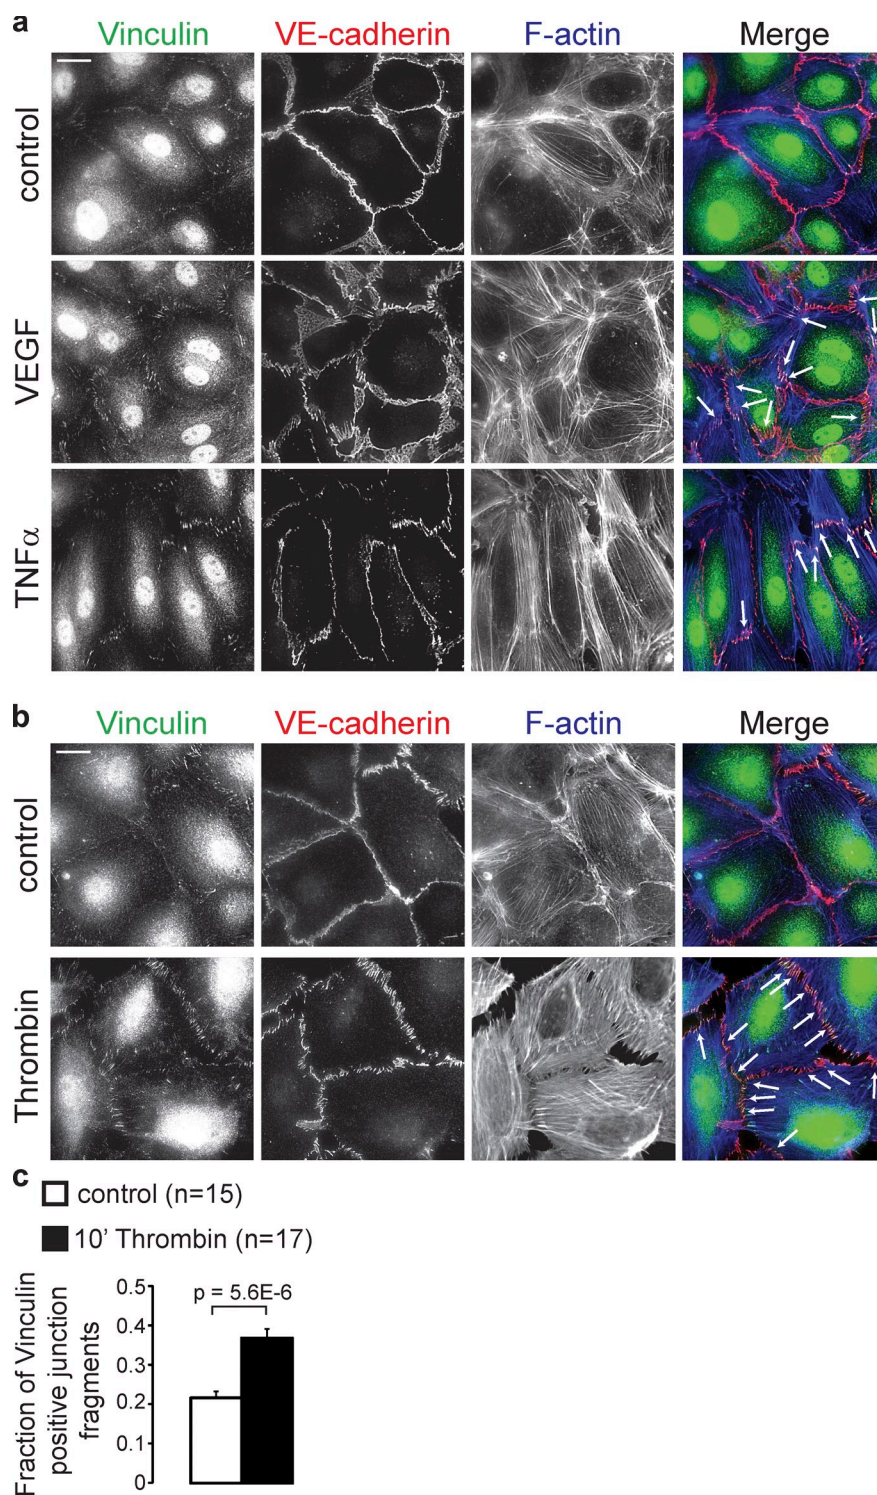 a
Vinculin VE-cadherin F-actin Merge
control
VEGF
TNFα
b
Vinculin VE-cadherin F-actin Merge
control
Thrombin
c
control (n=15)
10' Thrombin (n=17)
Fraction of Vinculin
positive junction
fragments
0.5
0.4
0.3
0.2
0.1
0
p = 5.6E-6